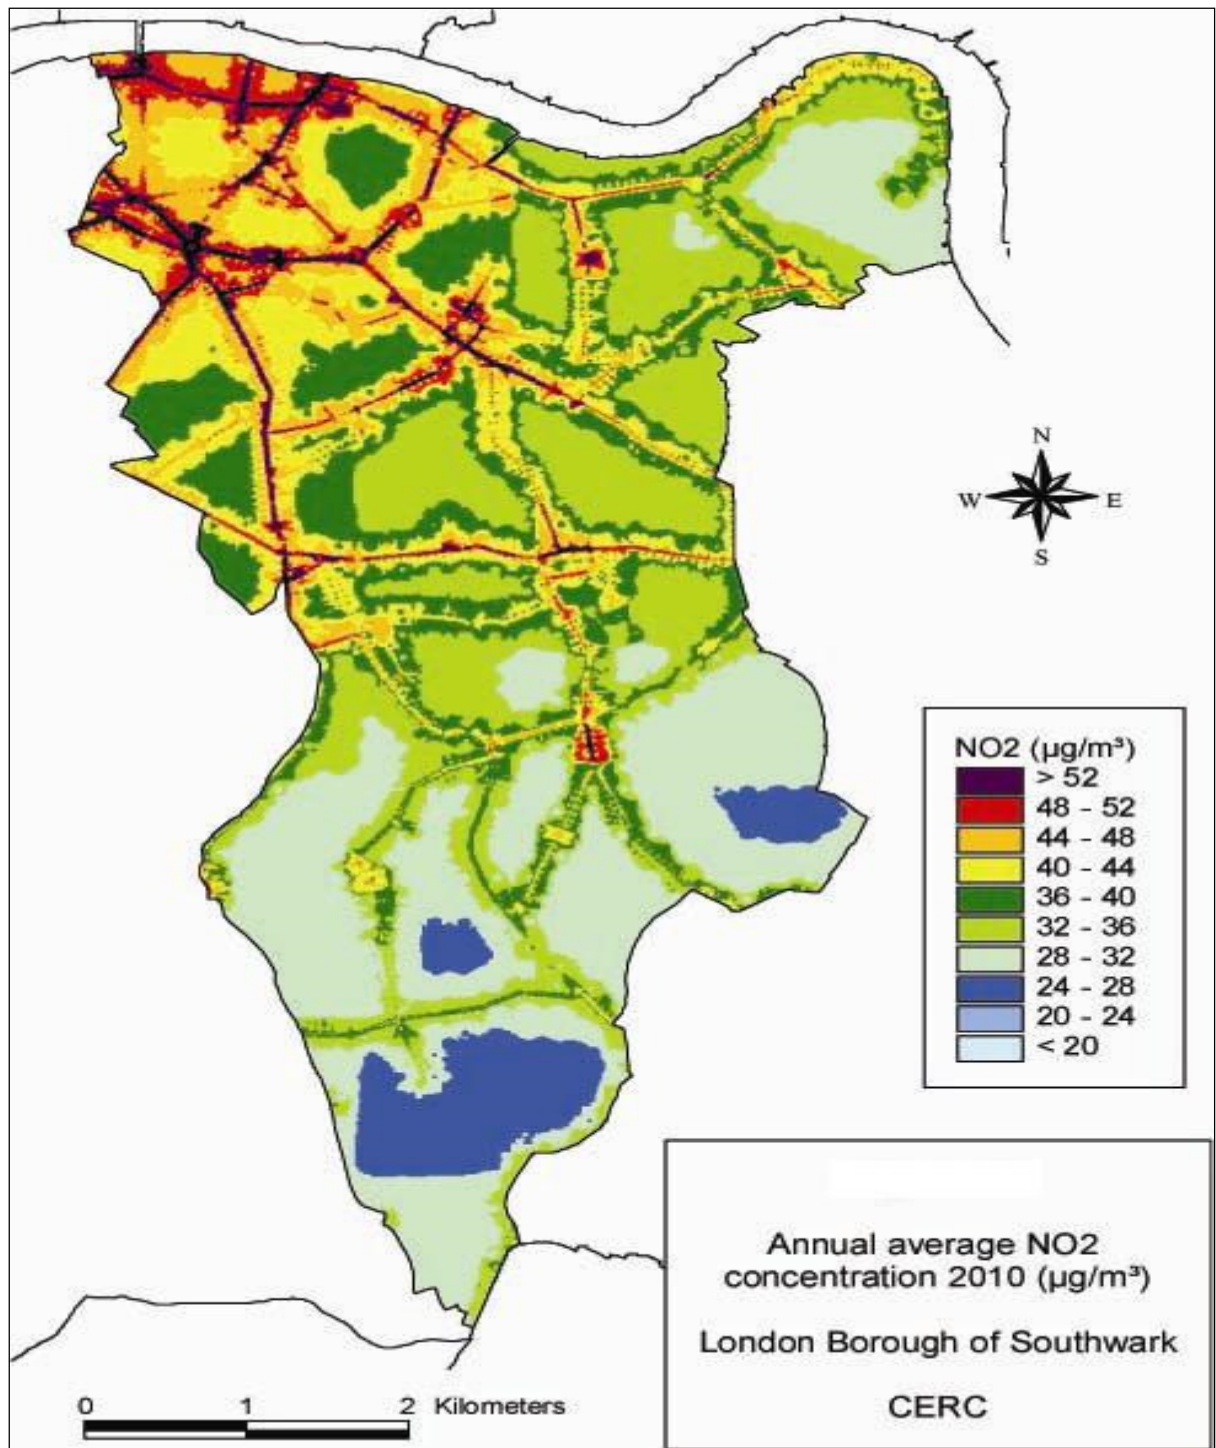 N
W E
S
NO2 (µg/m³)
> 52
48 - 52
44 - 48
40 - 44
36 - 40
32 - 36
28 - 32
24 - 28
20 - 24
< 20
Annual average NO2
concentration 2010 (µg/m³)
London Borough of Southwark
CERC
0 1 2 Kilometers